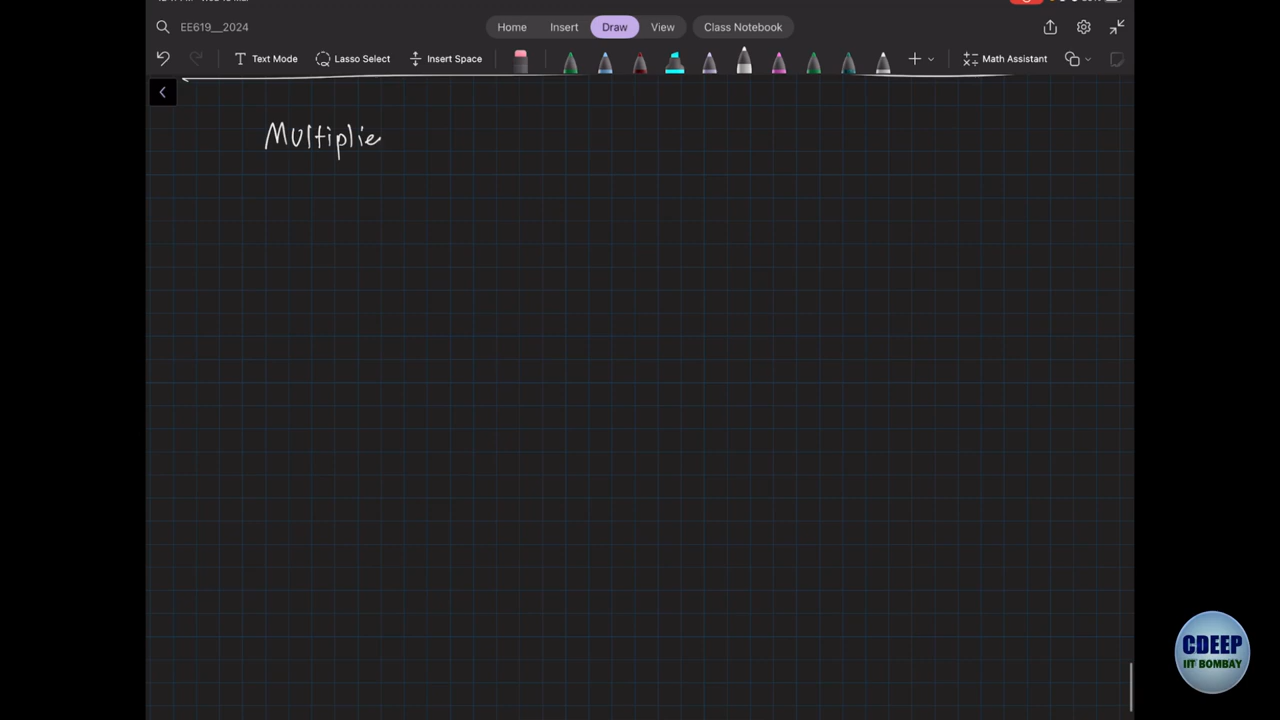 EE619__2024
Home Insert Draw View Class Notebook
Text Mode Lasso Select Insert Space Math Assistant
Multiplie
CDEEP
IIT BOMBAY